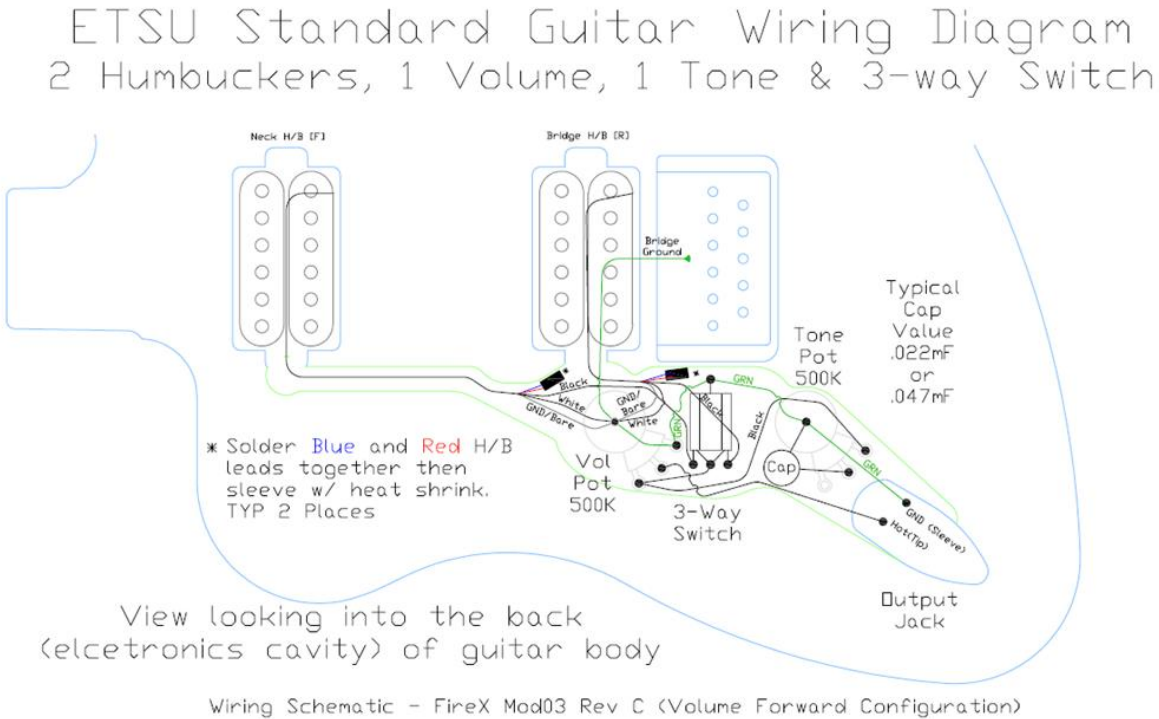 ETSU Standard Guitar Wiring Diagram
2 Humbuckers, 1 Volume, 1 Tone & 3-way Switch
Neck H/B [F]
Bridge H/B [R]
Bridge
Ground
Typical
Cap
Value
.022mF
or
.047mF
Tone
Pot
500K
*
*
GRN
Black
White
GND/Bare
GND/
Bare
White
GRN
Black
Black
GRN
Cap
* Solder Blue and Red H/B
leads together then
sleeve w/ heat shrink.
TYP 2 Places
Vol
Pot
500K
3-Way
Switch
GND (Sleeve)
Hot(Tip)
Output
Jack
View looking into the back
(elcetronics cavity) of guitar body
Wiring Schematic - FireX Mod03 Rev C (Volume Forward Configuration)